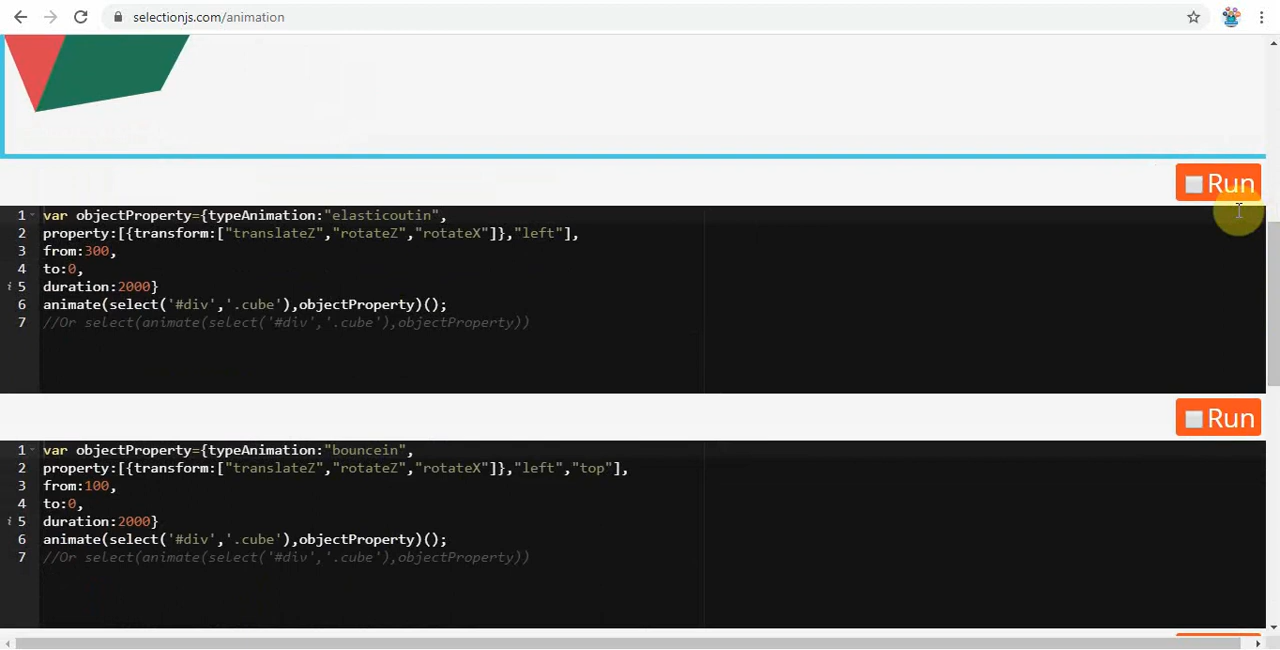 selectionjs.com/animation
Run
1 var objectProperty={typeAnimation:"elasticoutin",
2 property:[{transform:["translateZ","rotateZ","rotateX"]},"left"],
3 from:300,
4 to:0,
i 5 duration:2000}
6 animate(select('#div','.cube'),objectProperty)();
7 //Or select(animate(select('#div','.cube'),objectProperty))
Run
1 var objectProperty={typeAnimation:"bouncein",
2 property:[{transform:["translateZ","rotateZ","rotateX"]},"left","top"],
3 from:100,
4 to:0,
i 5 duration:2000}
6 animate(select('#div','.cube'),objectProperty)();
7 //Or select(animate(select('#div','.cube'),objectProperty))